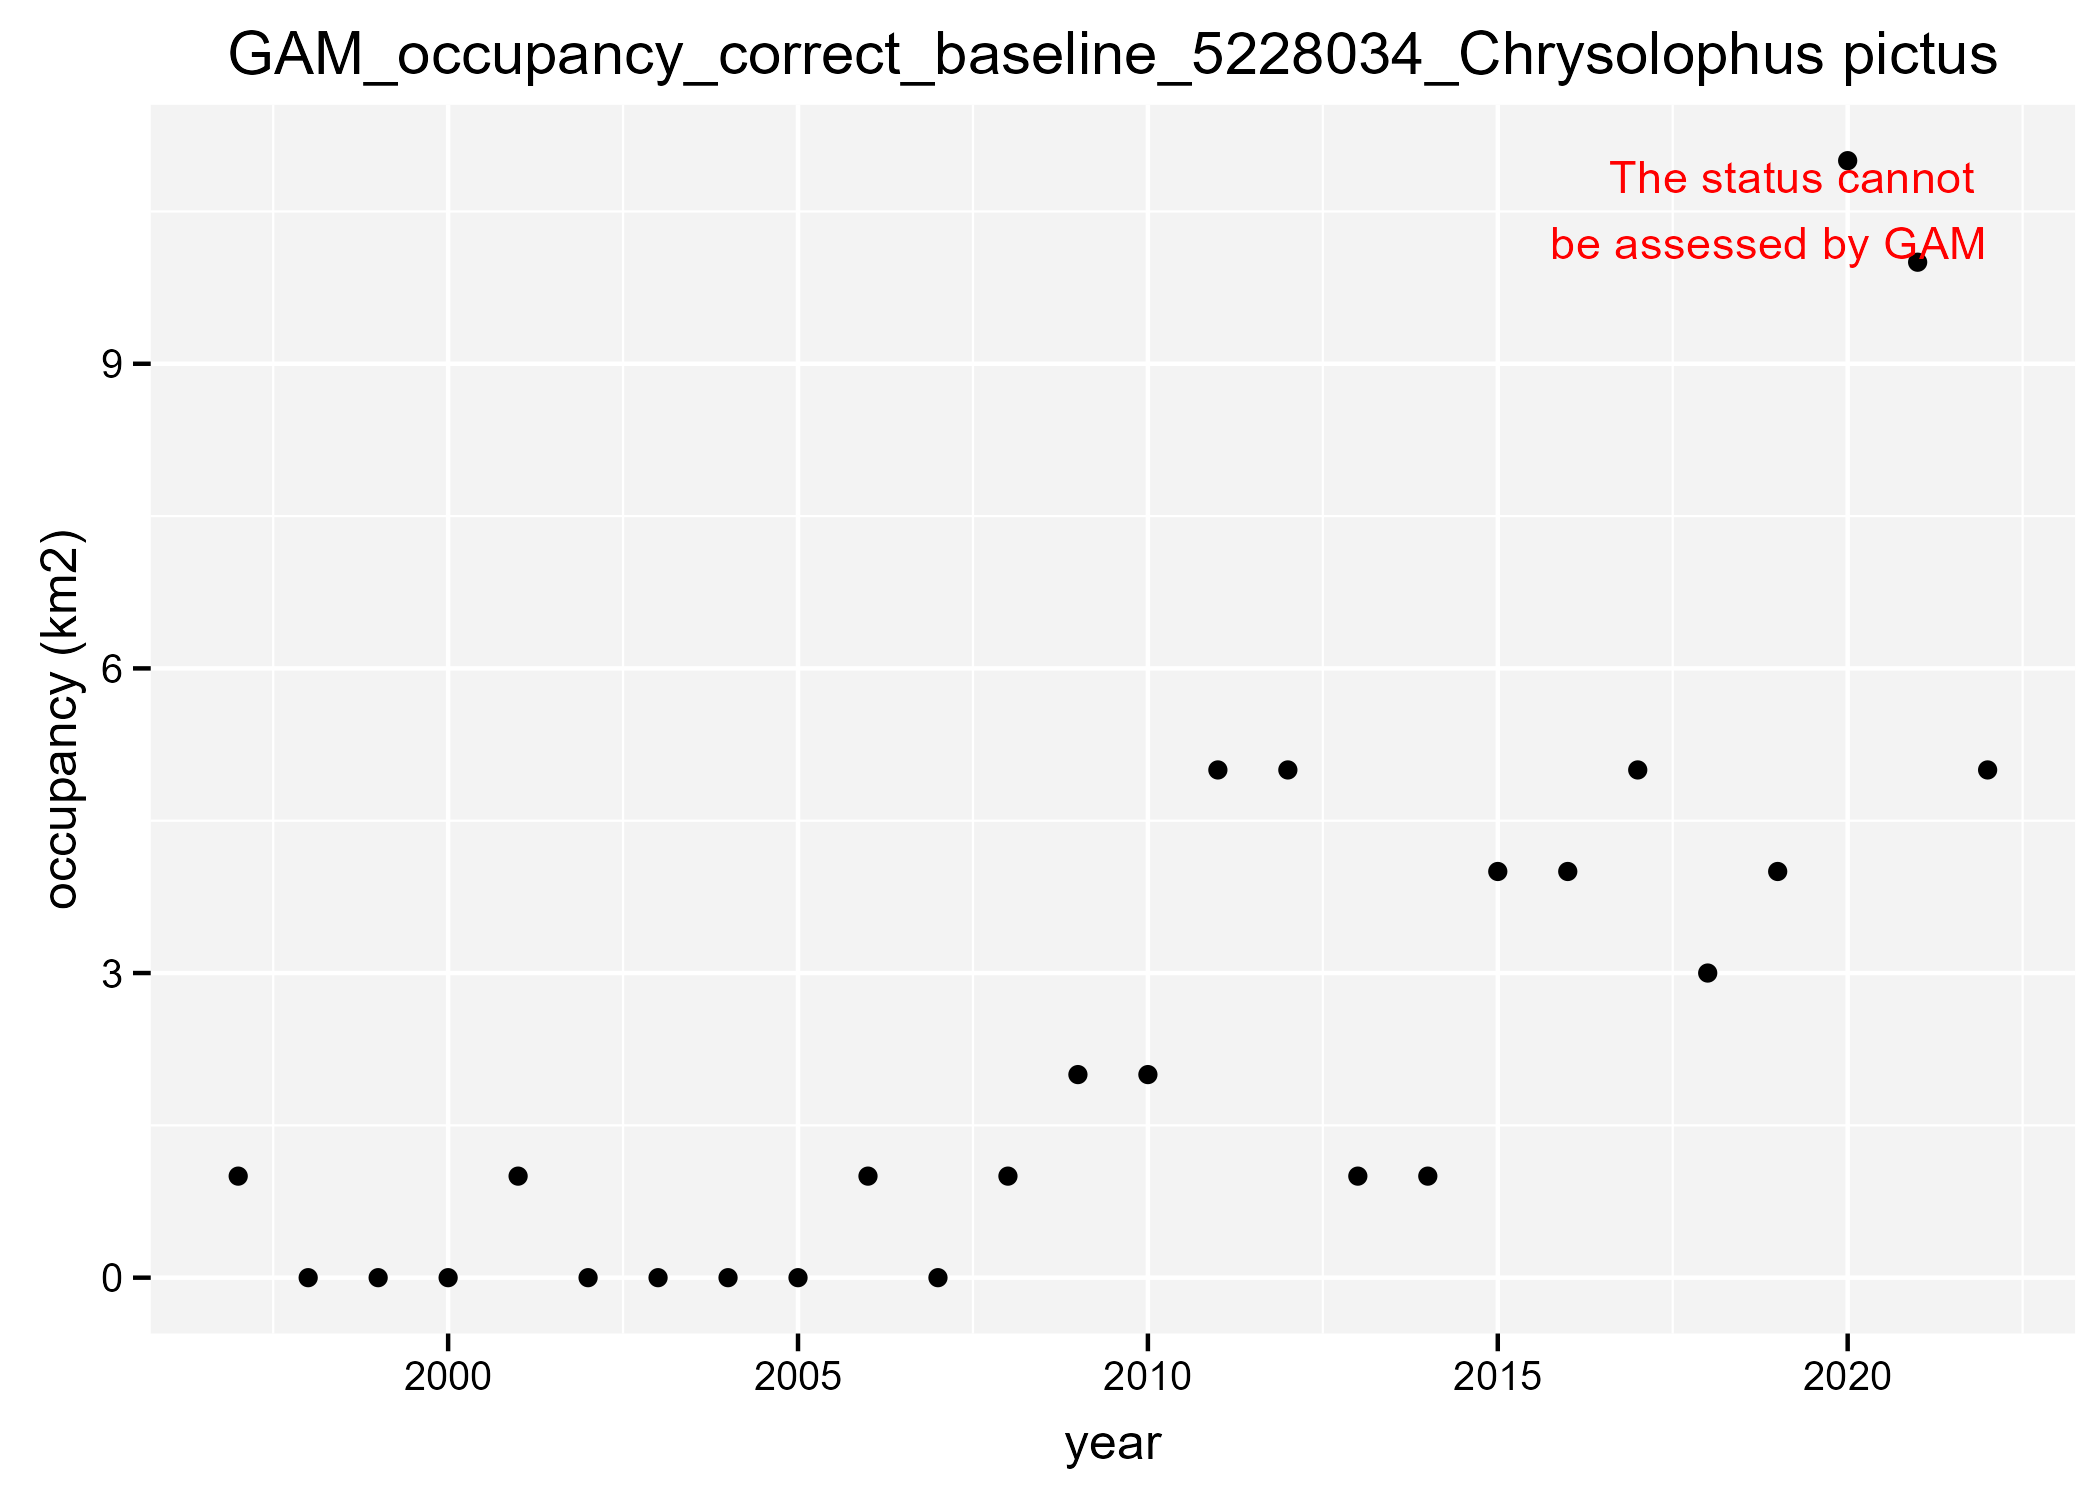 GAM_occupancy_correct_baseline_5228034_Chrysolophus pictus
The status cannot
be assessed by GAM
9
6
3
0
occupancy (km2)
2000 2005 2010 2015 2020
year